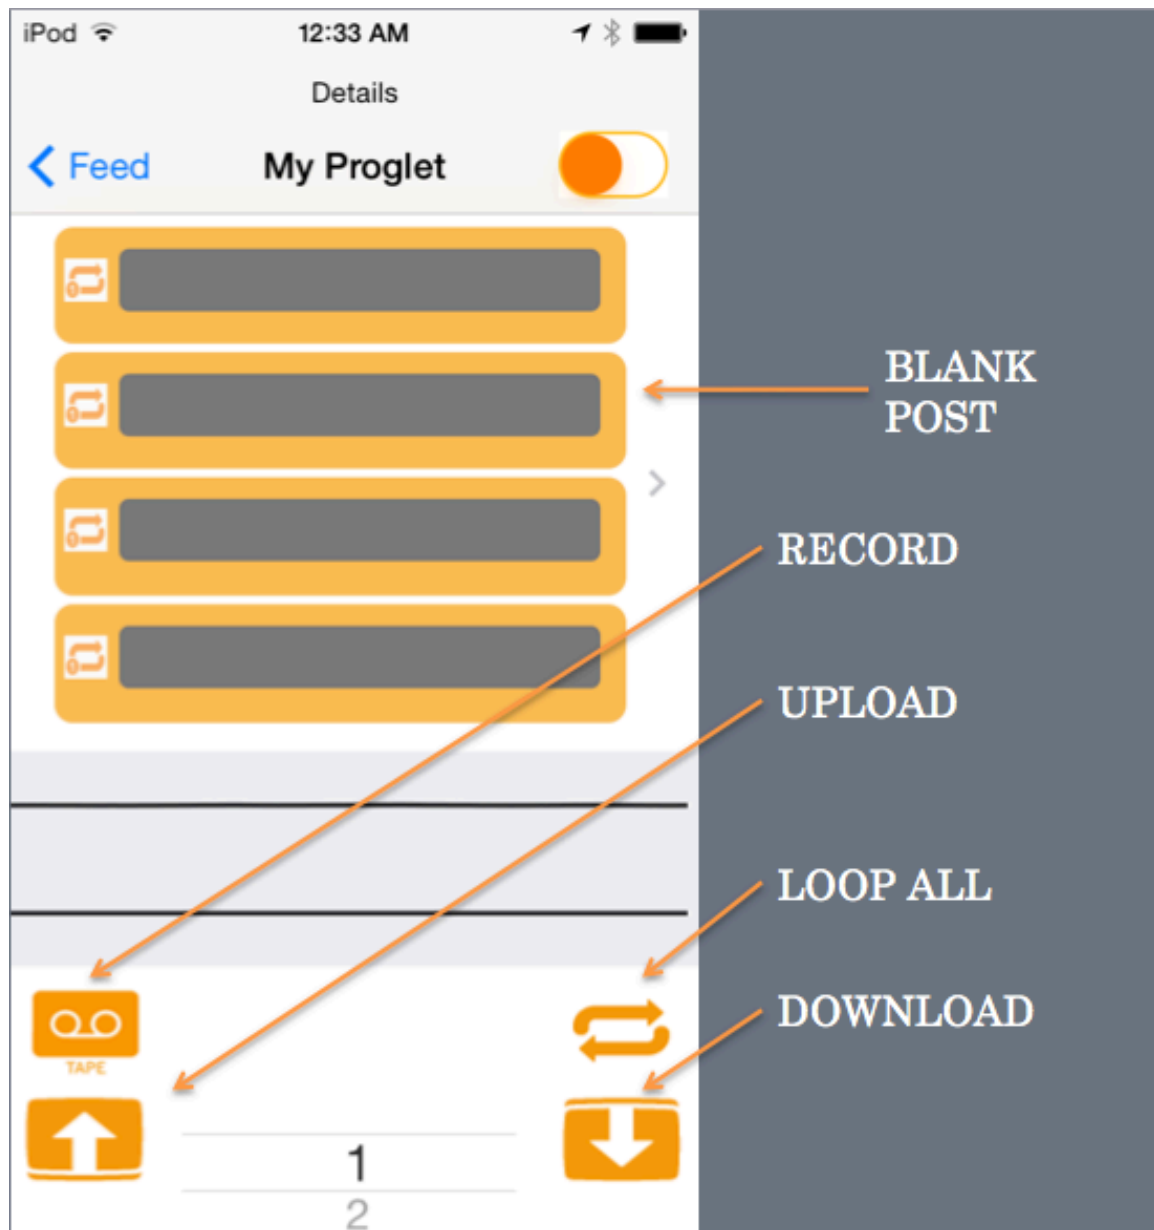 iPod 12:33 AM
Details
Feed My Proglet
BLANK
POST
RECORD
UPLOAD
LOOP ALL
DOWNLOAD
TAPE
1
2